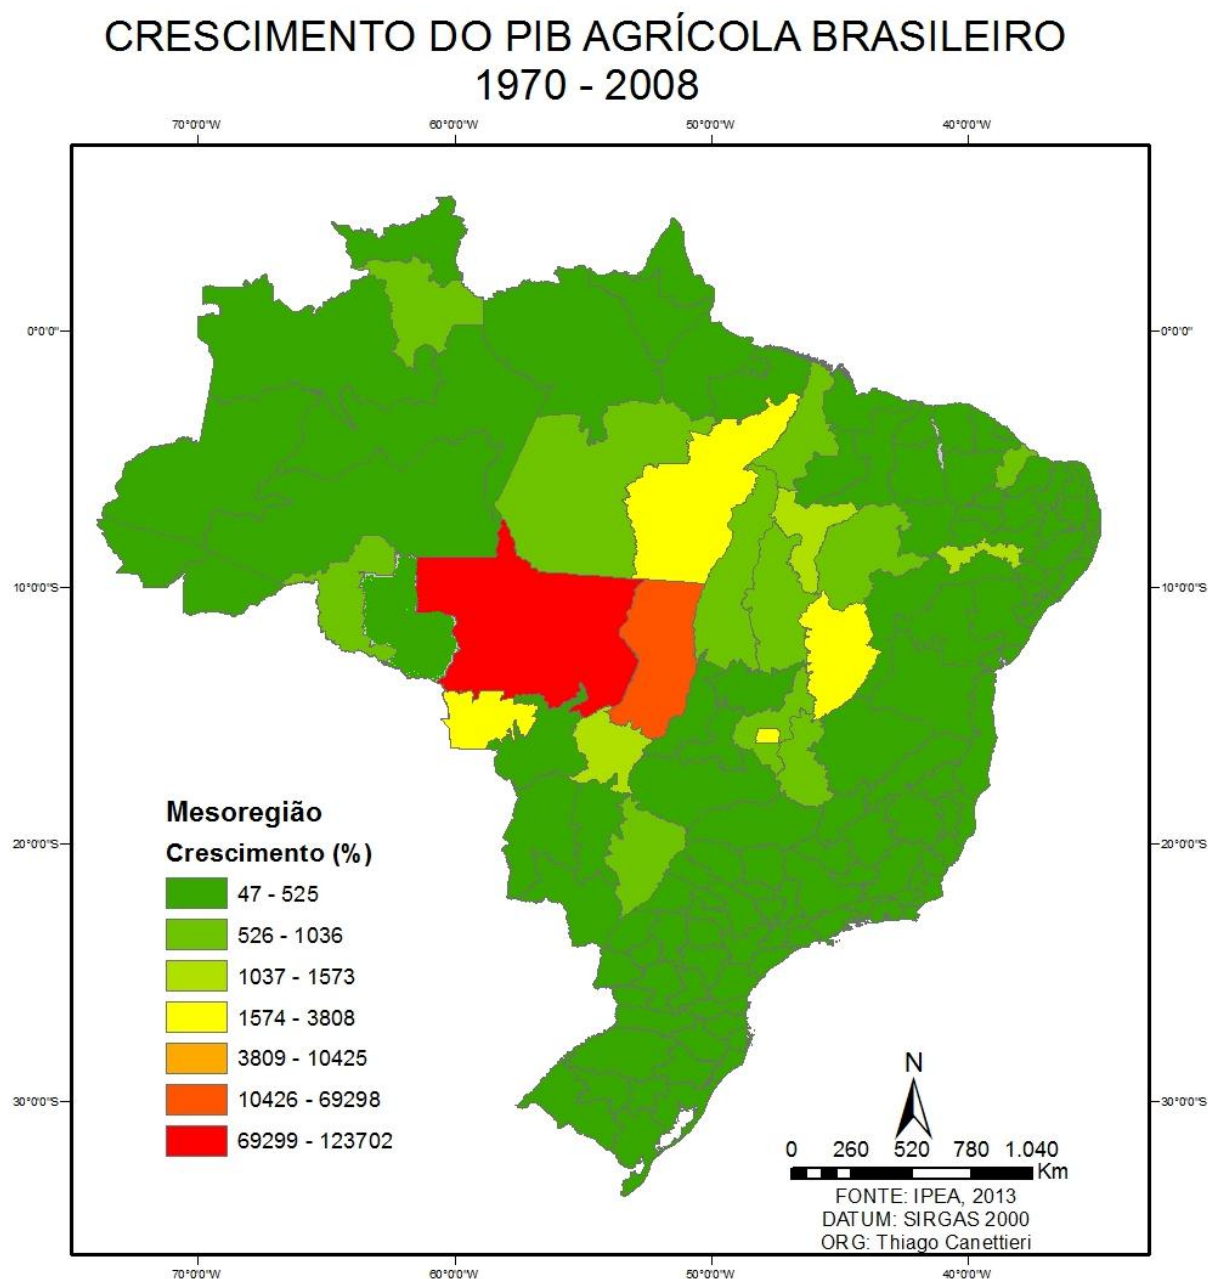 CRESCIMENTO DO PIB AGRÍCOLA BRASILEIRO
1970 - 2008
70°0'0"W 60°0'0"W 50°0'0"W 40°0'0"W
0°0'0" 0°0'0"
10°0'0"S 10°0'0"S
Mesoregião
Crescimento (%)
20°0'0"S 20°0'0"S
47 - 525
526 - 1036
1037 - 1573
1574 - 3808
3809 - 10425
N
10426 - 69298
30°0'0"S 30°0'0"S
69299 - 123702
0 260 520 780 1.040
Km
FONTE: IPEA, 2013
DATUM: SIRGAS 2000
ORG: Thiago Canettieri
70°0'0"W 60°0'0"W 50°0'0"W 40°0'0"W